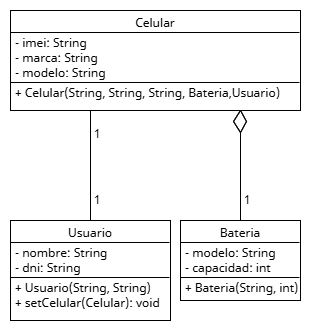 Celular
- imei: String
- marca: String
- modelo: String
+ Celular(String, String, String, Bateria,Usuario)
1
1
1
Usuario
- nombre: String
- dni: String
+ Usuario(String, String)
+ setCelular(Celular): void
Bateria
- modelo: String
- capacidad: int
+ Bateria(String, int)